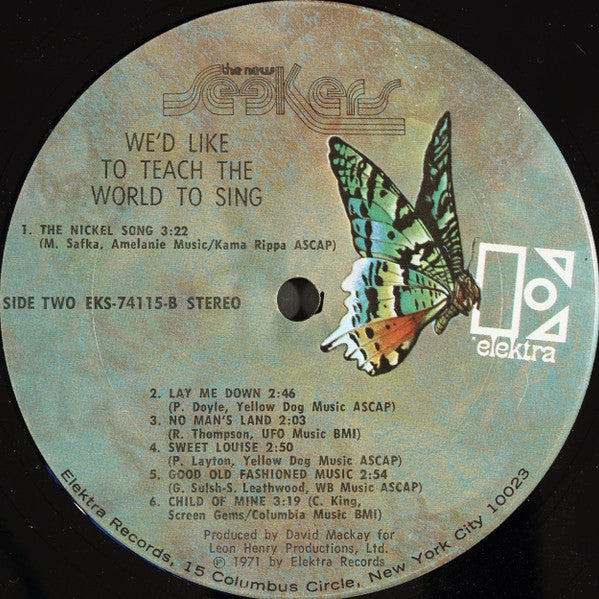 the new
Seekers
WE'D LIKE
TO TEACH THE
WORLD TO SING
1. THE NICKEL SONG 3:22
(M. Safka, Amelanie Music/Kama Rippa ASCAP)
SIDE TWO EKS-74115-B STEREO
elektra
2. LAY ME DOWN 2:46
(P. Doyle, Yellow Dog Music ASCAP)
3. NO MAN'S LAND 2:03
(R. Thompson, UFO Music BMI)
4. SWEET LOUISE 2:50
(P. Layton, Yellow Dog Music ASCAP)
5. GOOD OLD FASHIONED MUSIC 2:54
(G. Sulsh-S. Leathwood, WB Music ASCAP)
6. CHILD OF MINE 3:19 (C. King,
Screen Gems/Columbia Music BMI)
Produced by David Mackay for
Leon Henry Productions, Ltd.
℗ 1971 by Elektra Records
Elektra Records, 15 Columbus Circle, New York City 10023